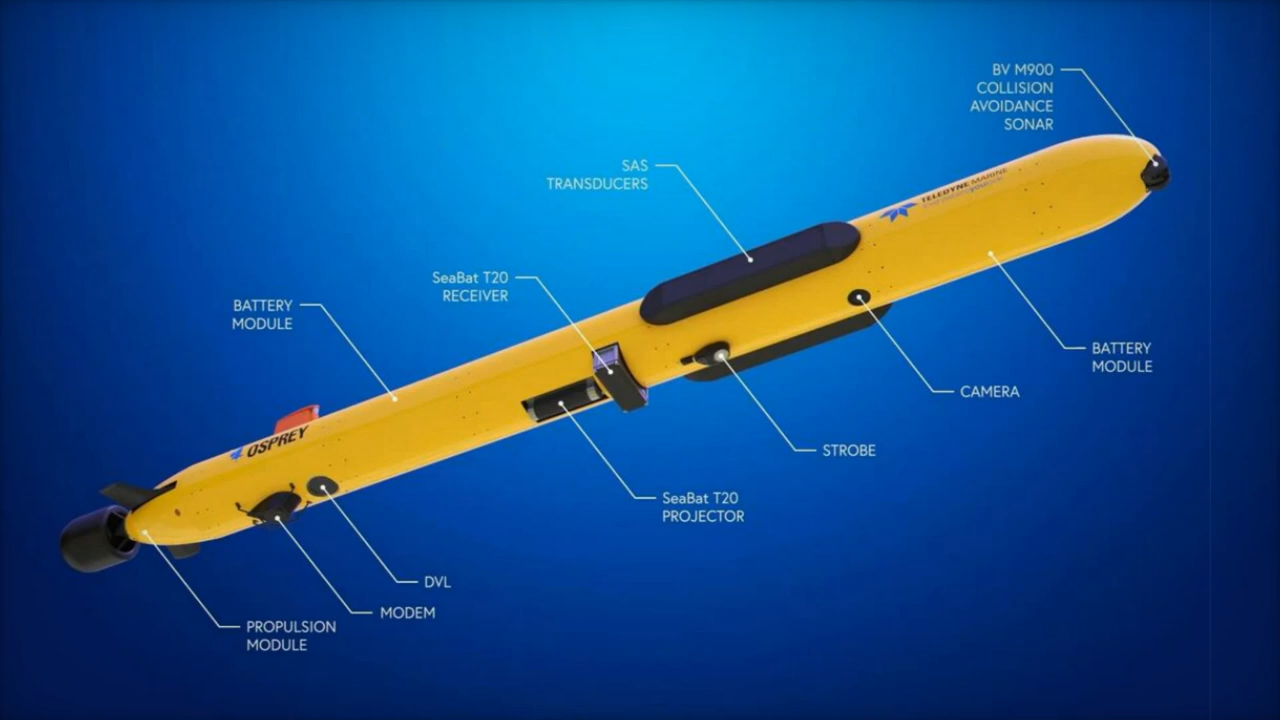 BV M900
COLLISION
AVOIDANCE
SONAR
SAS
TRANSDUCERS
TELEDYNE MARINE
SeaBat T20
RECEIVER
BATTERY
MODULE
BATTERY
MODULE
CAMERA
OSPREY
STROBE
SeaBat T20
PROJECTOR
DVL
MODEM
PROPULSION
MODULE